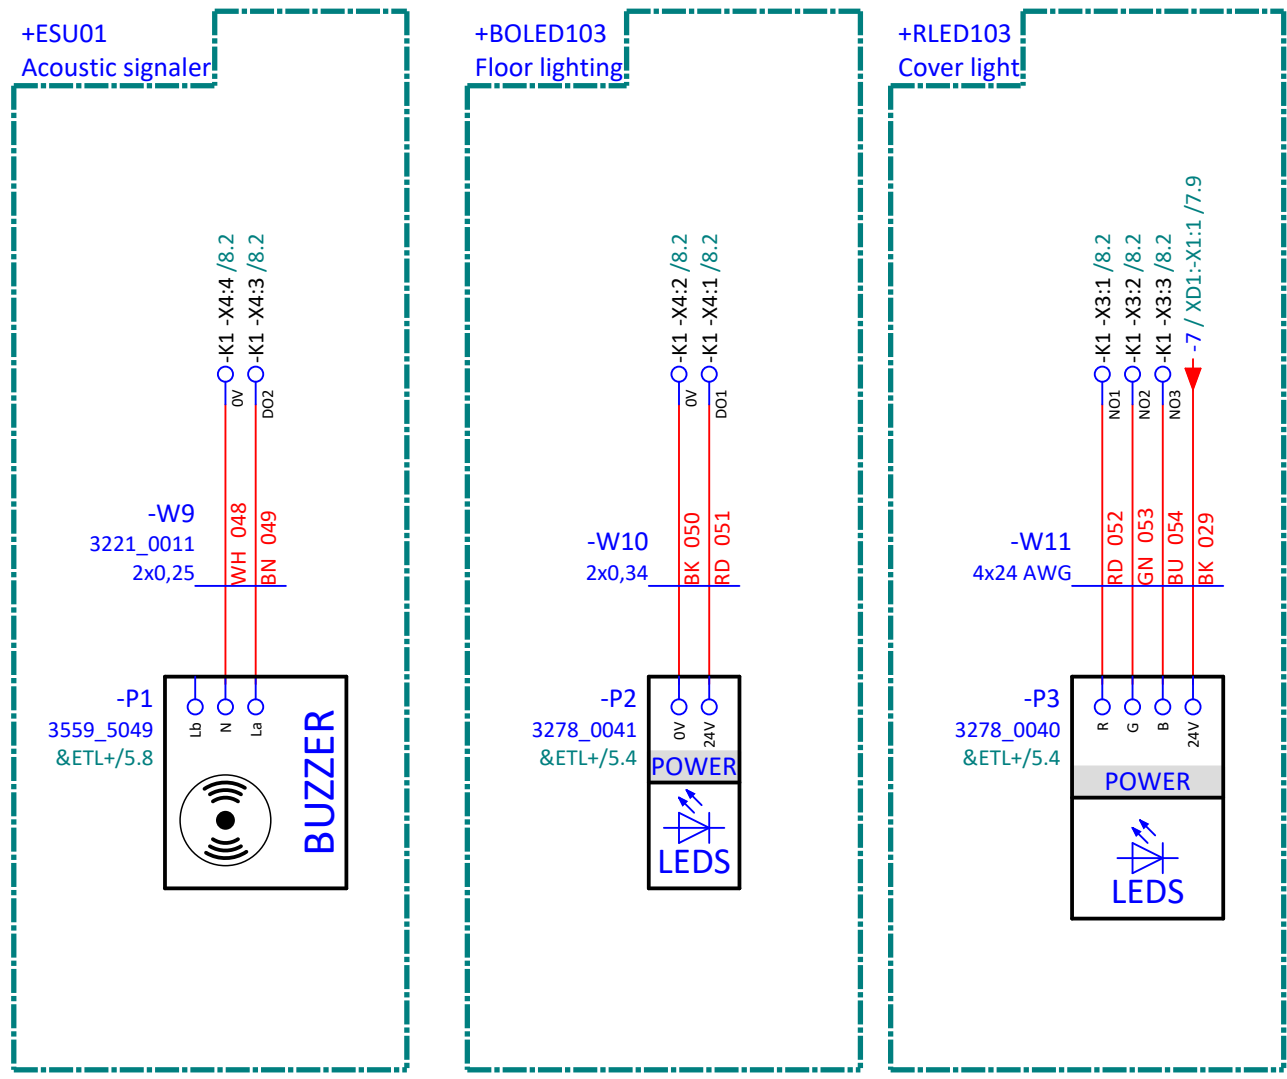 +ESU01
Acoustic signaler
-K1 -X4:4 /8.2
-K1 -X4:3 /8.2
0V
DO2
-W9
3221_0011
2x0,25
WH 048
BN 049
-P1
3559_5049
&ETL+/5.8
Lb
N
La
BUZZER
+BOLED103
Floor lighting
-K1 -X4:2 /8.2
-K1 -X4:1 /8.2
0V
DO1
-W10
2x0,34
BK 050
RD 051
-P2
3278_0041
&ETL+/5.4
0V
24V
POWER
LEDS
+RLED103
Cover light
-K1 -X3:1 /8.2
-K1 -X3:2 /8.2
-K1 -X3:3 /8.2
-7 / XD1:-X1:1 /7.9
NO1
NO2
NO3
-W11
4x24 AWG
RD 052
GN 053
BU 054
BK 029
-P3
3278_0040
&ETL+/5.4
R
G
B
24V
POWER
LEDS